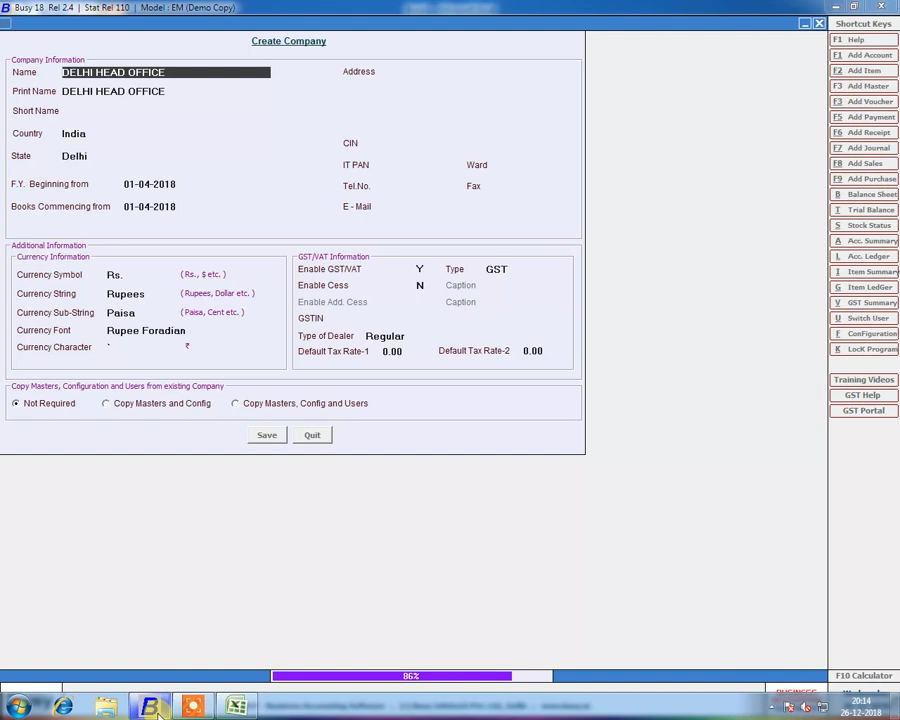 Busy 18 Rel 2.4 | Stat Rel 110 | Model : EM (Demo Copy)
Create Company
Company Information
Name DELHI HEAD OFFICE Address
Print Name DELHI HEAD OFFICE
Short Name
Country India
CIN
State Delhi
IT PAN Ward
F.Y. Beginning from 01-04-2018 Tel.No. Fax
Books Commencing from 01-04-2018 E - Mail
Additional Information
Currency Information
Currency Symbol Rs. ( Rs., $ etc. )
Currency String Rupees ( Rupees, Dollar etc. )
Currency Sub-String Paisa ( Paisa, Cent etc. )
Currency Font Rupee Foradian
Currency Character ` ₹
GST/VAT Information
Enable GST/VAT Y Type GST
Enable Cess N Caption
Enable Add. Cess Caption
GSTIN
Type of Dealer Regular
Default Tax Rate-1 0.00 Default Tax Rate-2 0.00
Copy Masters, Configuration and Users from existing Company
Not Required Copy Masters and Config Copy Masters, Config and Users
Save Quit
Shortcut Keys
F1 Help
F1 Add Account
F2 Add Item
F3 Add Master
F3 Add Voucher
F5 Add Payment
F6 Add Receipt
F7 Add Journal
F8 Add Sales
F9 Add Purchase
B Balance Sheet
T Trial Balance
S Stock Status
A Acc. Summary
L Acc. Ledger
I Item Summary
G Item LedGer
V GST Summary
U Switch User
F ConFiguration
K LocK Program
Training Videos
GST Help
GST Portal
F10 Calculator
86%
20:14
26-12-2018